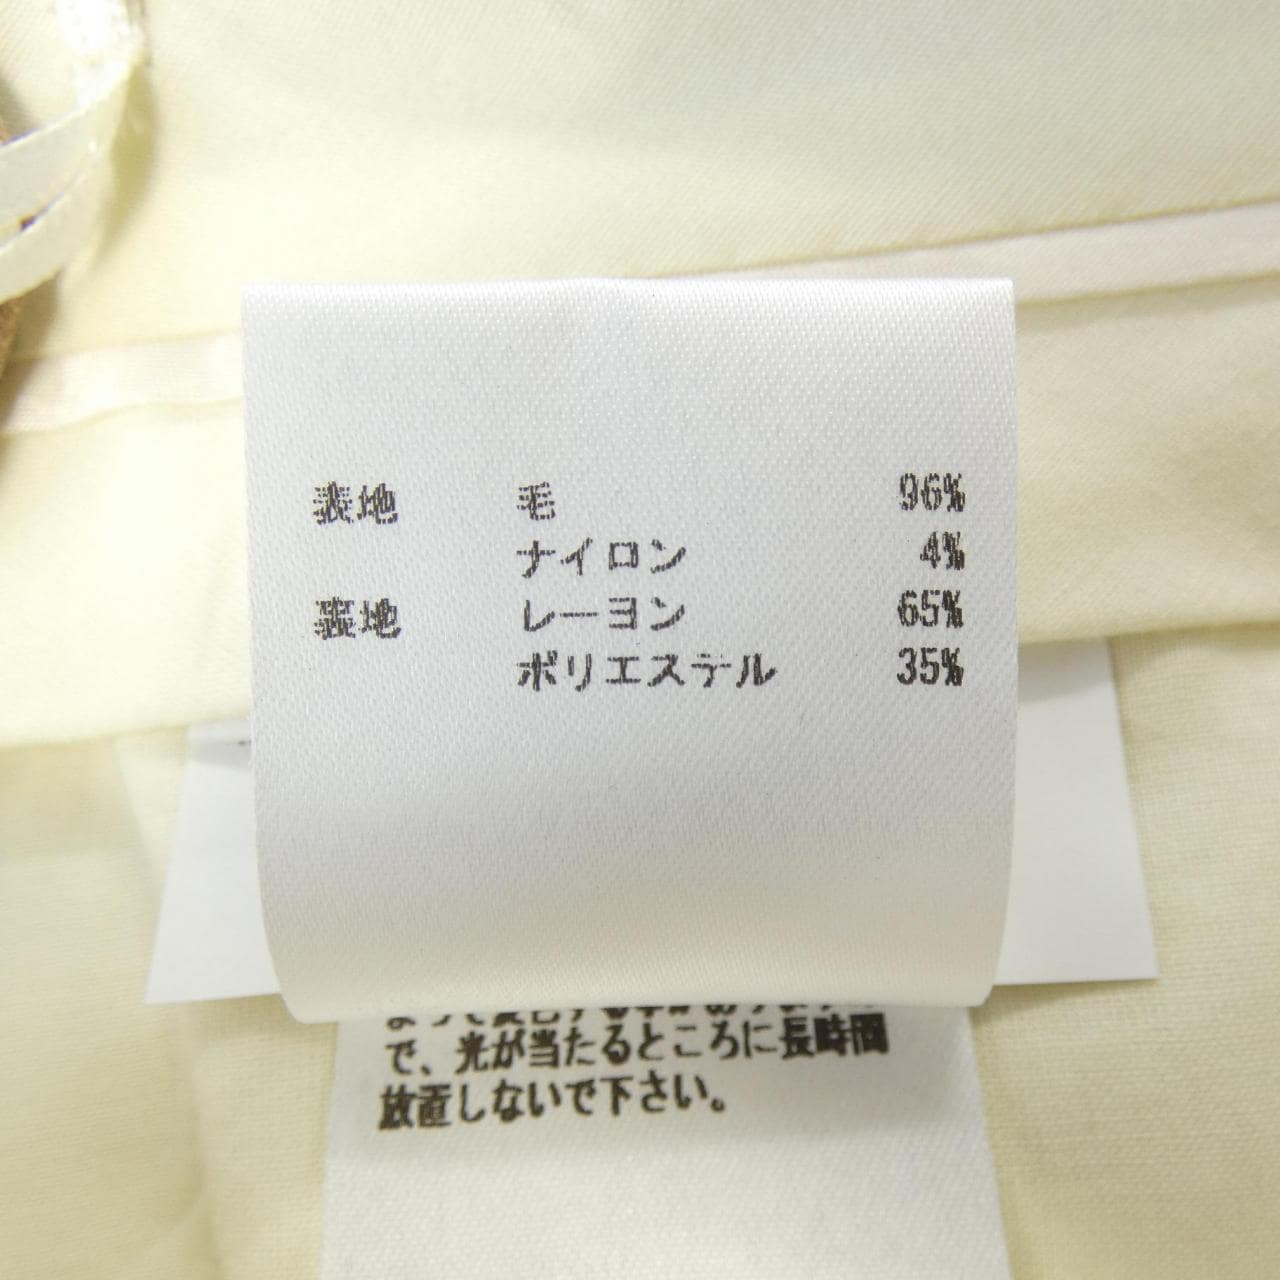 表地 毛 96%
ナイロン 4%
裏地 レーヨン 65%
ポリエステル 35%
で、光が当たるところに長時間
放置しないで下さい。